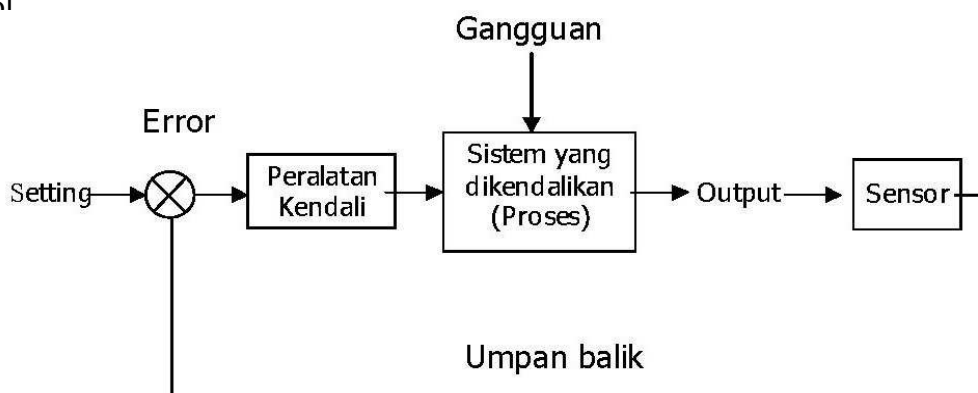 Gangguan
Error
Setting
Peralatan
Kendali
Sistem yang
dikendalikan
(Proses)
Output
Sensor
Umpan balik